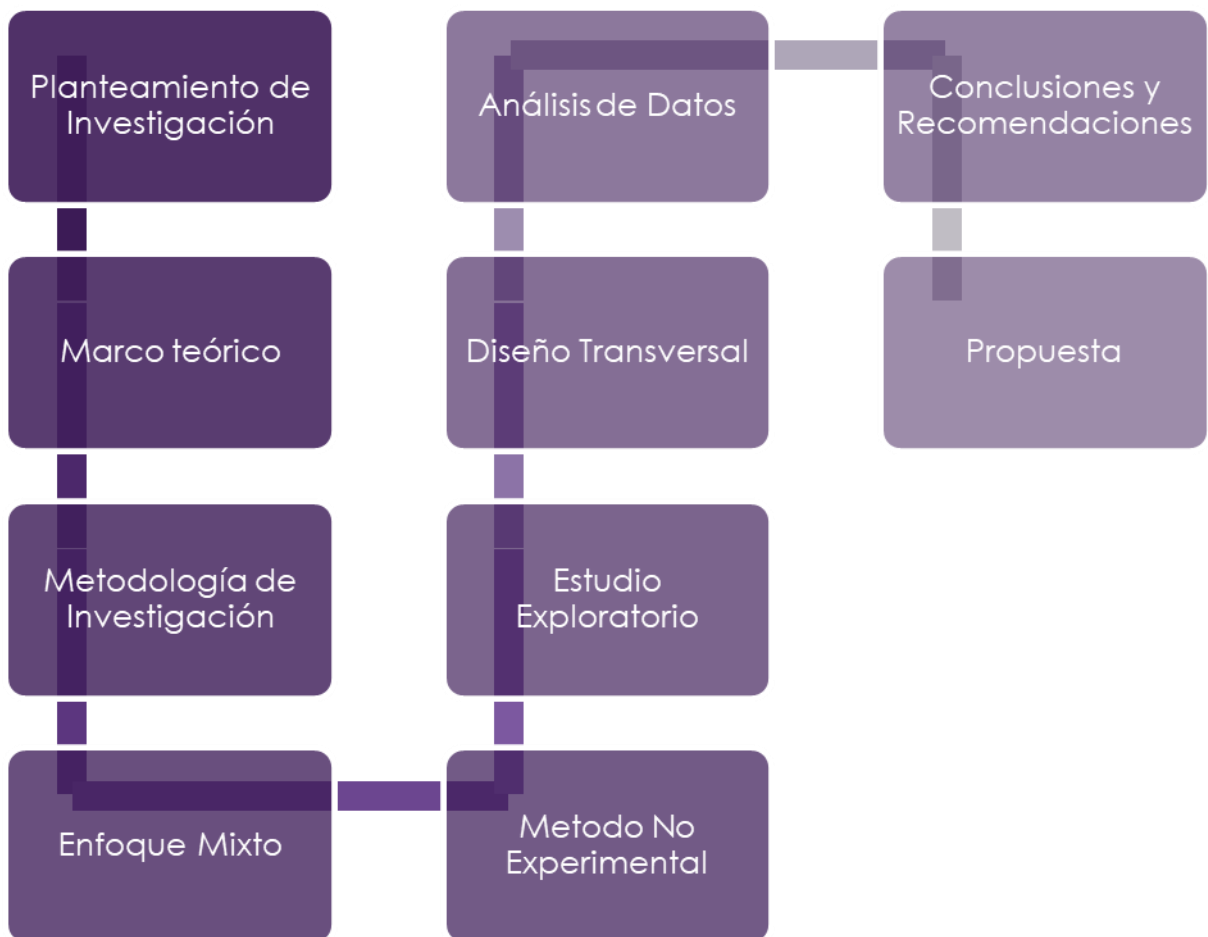 Planteamiento de
Investigación
Marco teórico
Metodología de
Investigación
Enfoque Mixto
Metodo No
Experimental
Estudio
Exploratorio
Diseño Transversal
Análisis de Datos
Conclusiones y
Recomendaciones
Propuesta